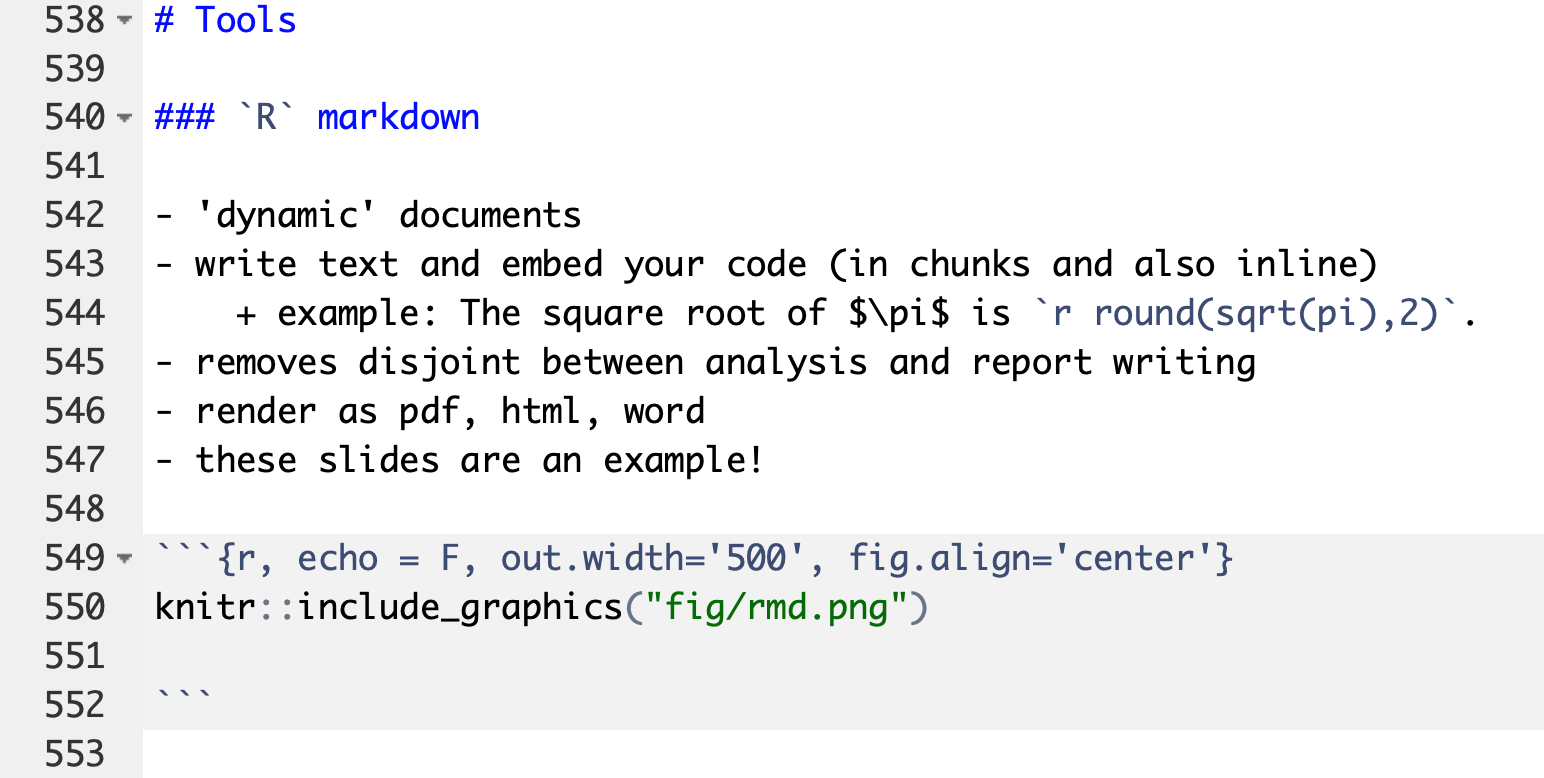 538 # Tools
539
540 ### `R` markdown
541
542 - 'dynamic' documents
543 - write text and embed your code (in chunks and also inline)
544     + example: The square root of $\pi$ is `r round(sqrt(pi),2)`.
545 - removes disjoint between analysis and report writing
546 - render as pdf, html, word
547 - these slides are an example!
548
549 ```{r, echo = F, out.width='500', fig.align='center'}
550 knitr::include_graphics("fig/rmd.png")
551
552 ```
553